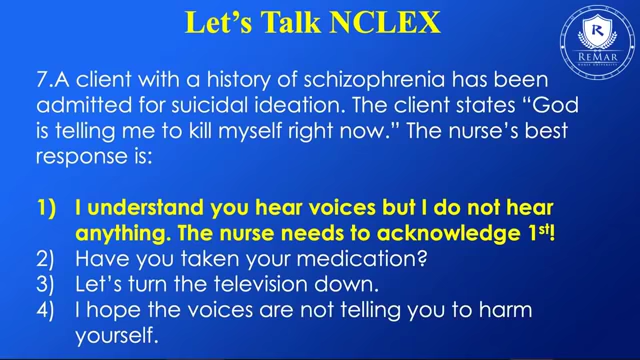 Let's Talk NCLEX
R
REMAR
NURSE UNIVERSITY
7.A client with a history of schizophrenia has been
admitted for suicidal ideation. The client states “God
is telling me to kill myself right now.” The nurse's best
response is:
1) I understand you hear voices but I do not hear
anything. The nurse needs to acknowledge 1st!
2) Have you taken your medication?
3) Let's turn the television down.
4) I hope the voices are not telling you to harm
yourself.